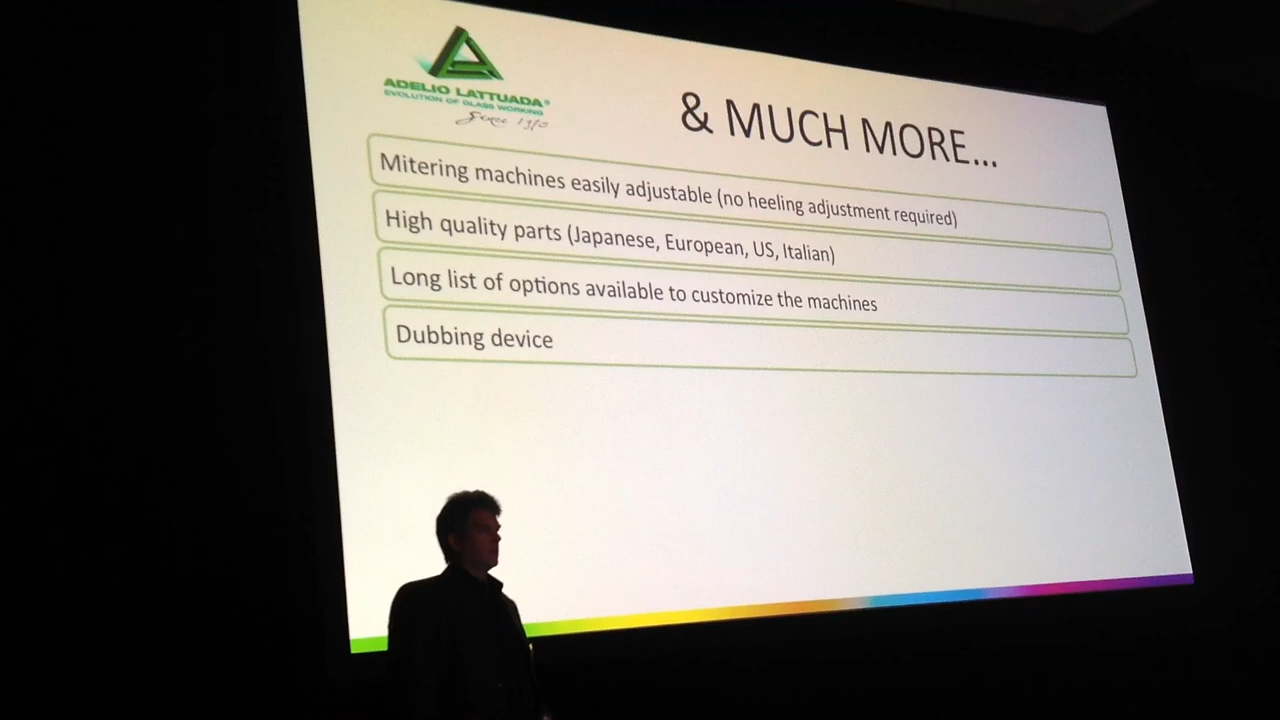 ADELIO LATTUADA®
EVOLUTION OF GLASS WORKING
Since
& MUCH MORE...
Mitering machines easily adjustable (no heeling adjustment required)
High quality parts (Japanese, European, US, Italian)
Long list of options available to customize the machines
Dubbing device